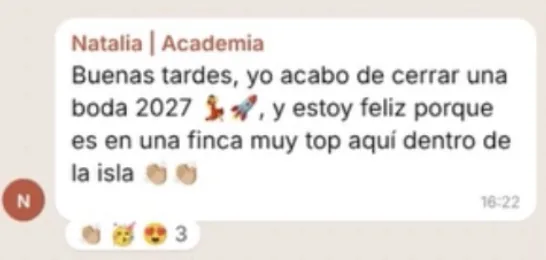 Natalia | Academia
Buenas tardes, yo acabo de cerrar una
boda 2027 💃🚀, y estoy feliz porque
es en una finca muy top aquí dentro de
la isla 👏🏼👏🏼
N
16:22
👏🏼🥳😍 3